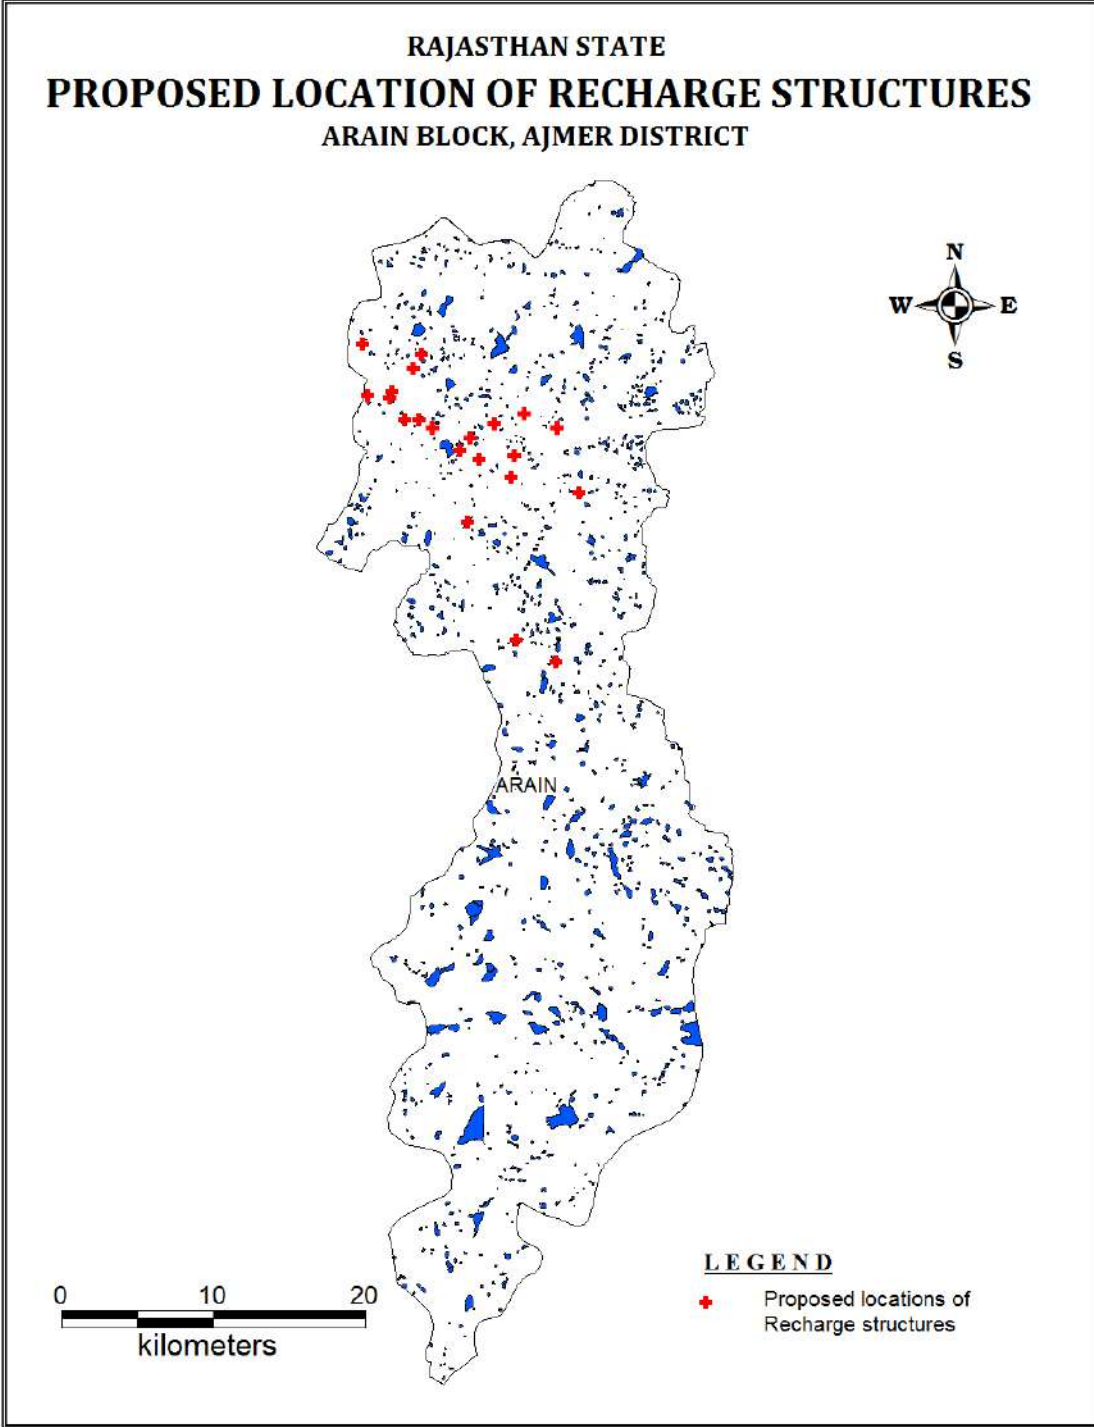 RAJASTHAN STATE
PROPOSED LOCATION OF RECHARGE STRUCTURES
ARAIN BLOCK, AJMER DISTRICT
N
W E
S
ARAIN
LEGEND
Proposed locations of
Recharge structures
0 10 20
kilometers